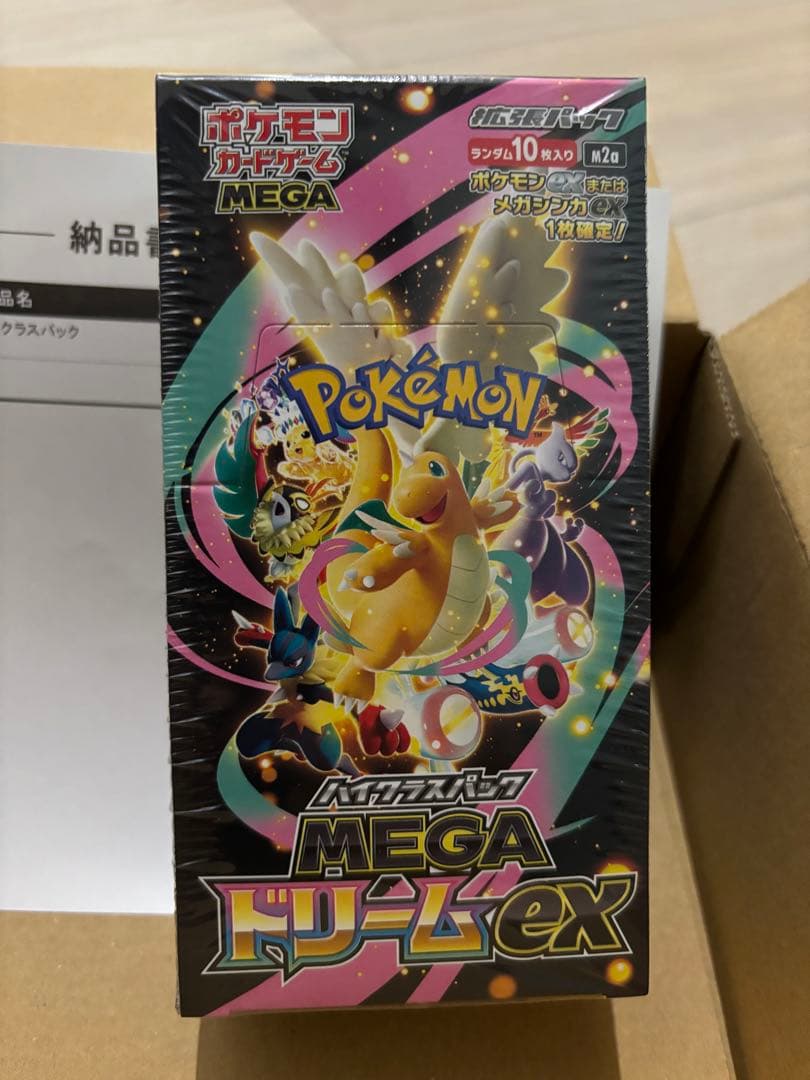 ポケモン
カードゲーム
MEGA
拡張パック
ランダム10枚入り
M2a
ポケモンexまたは
メガシンカex
1枚確定!
納品書
品名
クラスパック
POKéMON
TM
ハイクラスパック
MEGA
ドリームex